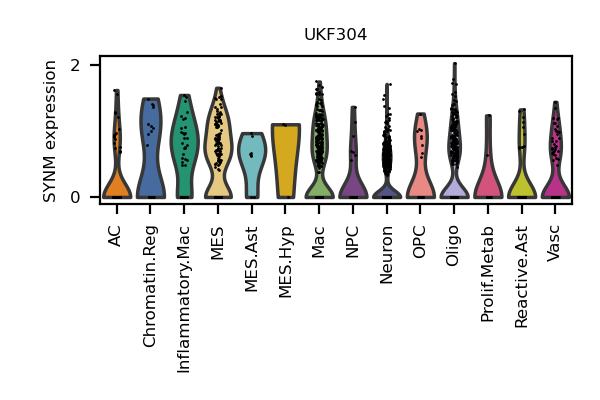 UKF304
SYNM expression
2
0
AC
Chromatin.Reg
Inflammatory.Mac
MES
MES.Ast
MES.Hyp
Mac
NPC
Neuron
OPC
Oligo
Prolif.Metab
Reactive.Ast
Vasc